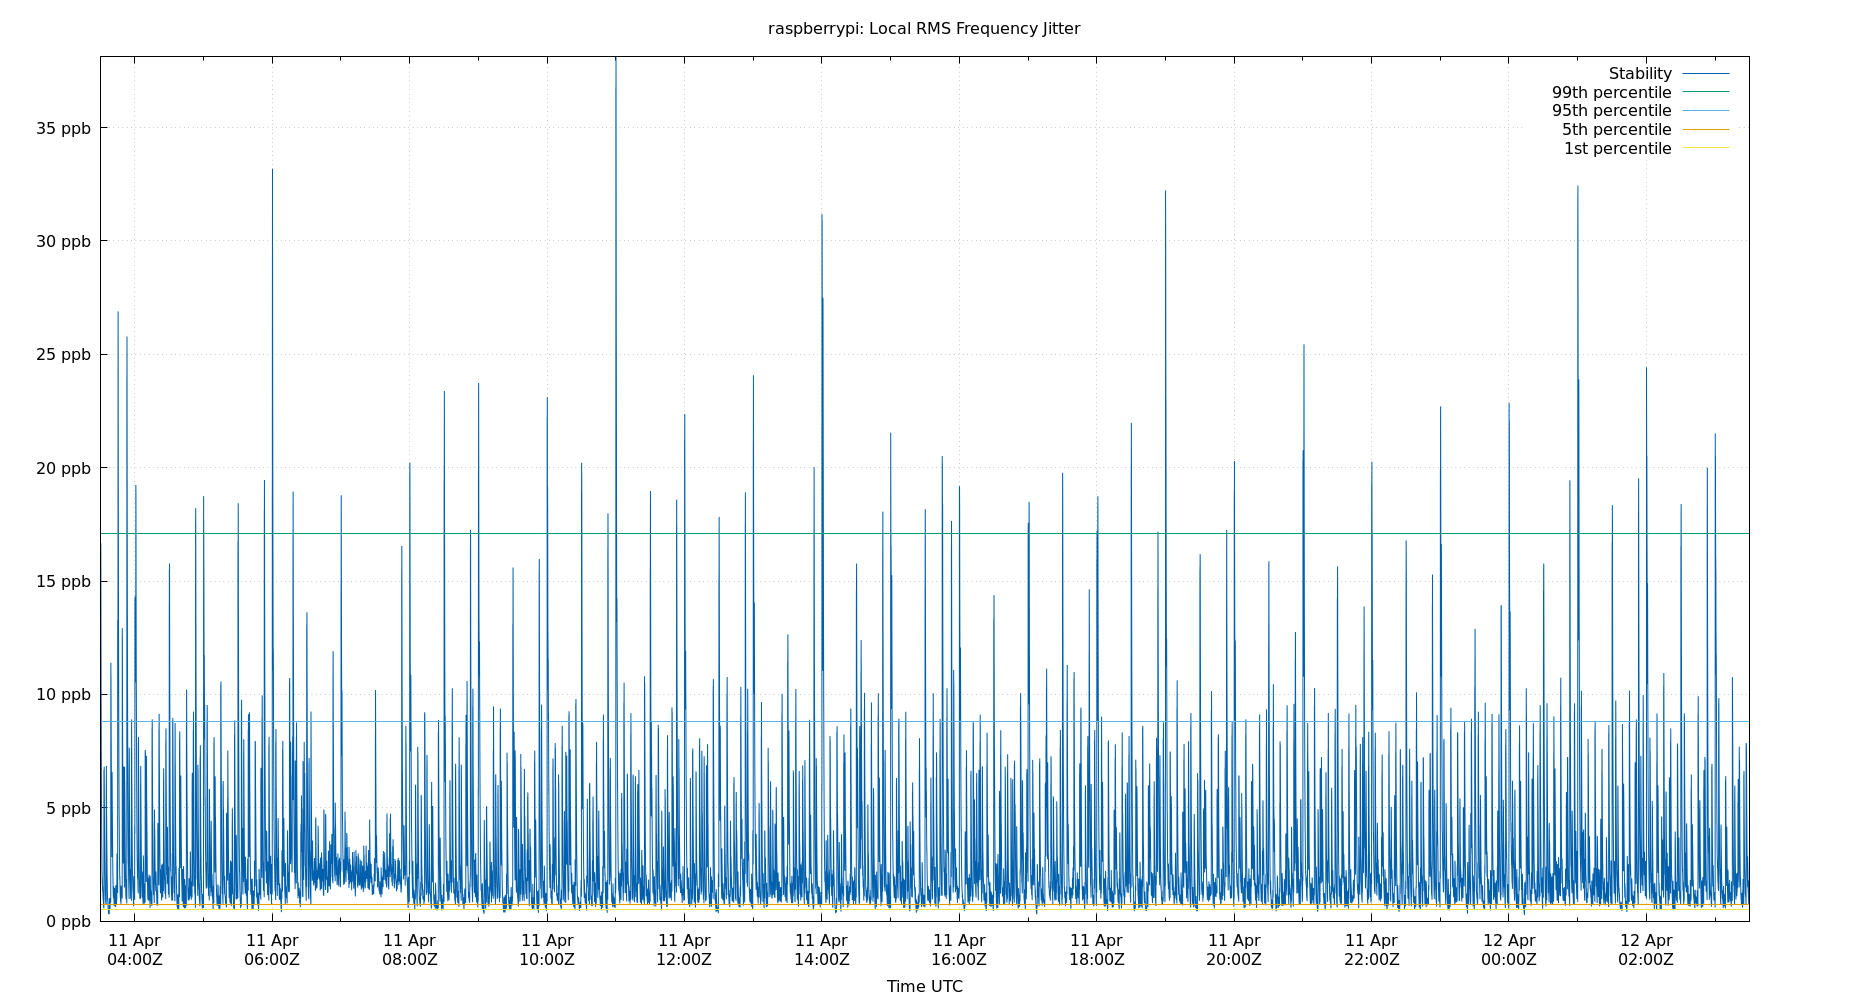 raspberrypi: Local RMS Frequency Jitter
Stability
99th percentile
95th percentile
5th percentile
1st percentile
35 ppb
30 ppb
25 ppb
20 ppb
15 ppb
10 ppb
5 ppb
0 ppb
11 Apr 11 Apr 11 Apr 11 Apr 11 Apr 11 Apr 11 Apr 11 Apr 11 Apr 11 Apr 12 Apr 12 Apr
04:00Z 06:00Z 08:00Z 10:00Z 12:00Z 14:00Z 16:00Z 18:00Z 20:00Z 22:00Z 00:00Z 02:00Z
Time UTC